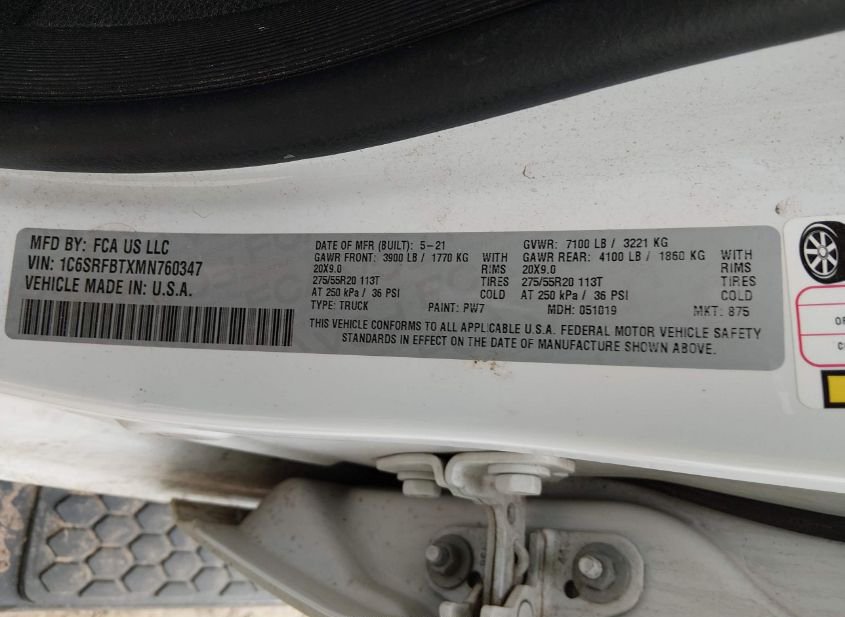 MFD BY: FCA US LLC
VIN: 1C6SRFBTXMN760347
VEHICLE MADE IN: U.S.A.
DATE OF MFR (BUILT): 5-21 GVWR: 7100 LB / 3221 KG
GAWR FRONT: 3900 LB / 1770 KG WITH GAWR REAR: 4100 LB / 1860 KG WITH
20X9.0 RIMS 20X9.0 RIMS
275/55R20 113T TIRES 275/55R20 113T TIRES
AT 250 kPa / 36 PSI COLD AT 250 kPa / 36 PSI COLD
TYPE: TRUCK PAINT: PW7 MDH: 051019 MKT: 875
THIS VEHICLE CONFORMS TO ALL APPLICABLE U.S.A. FEDERAL MOTOR VEHICLE SAFETY
STANDARDS IN EFFECT ON THE DATE OF MANUFACTURE SHOWN ABOVE.